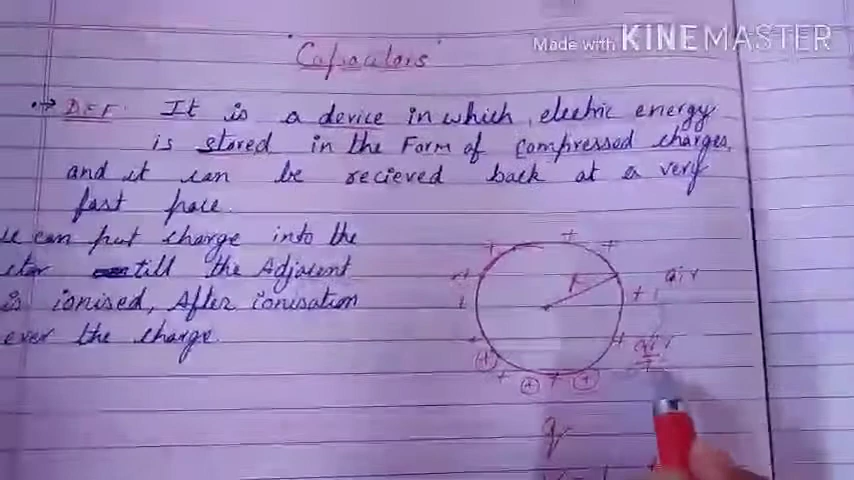 Capacitors
Made with KINEMASTER
DEF: It is a device in which, electric energy
is stored in the Form of compressed charges,
and it can be recieved back at a very
fast pace.
can put charge into the
till the Adjacent
is ionised, After ionisation
ever the charge.
+ + +
R
air
air
+
q